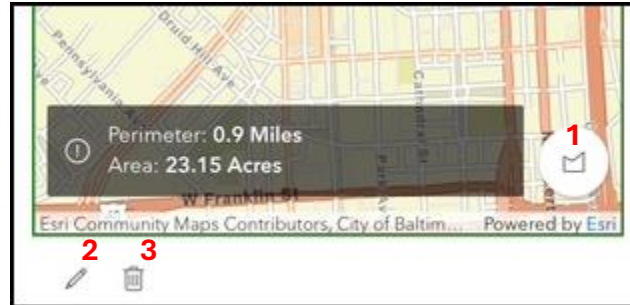 Druid Hill Ave
Pennsylvania Ave
Cathedral St
Perimeter: 0.9 Miles
1
Area: 23.15 Acres
Park Av
W Franklin St
Esri Community Maps Contributors, City of Baltim... Powered by Esri
2 3